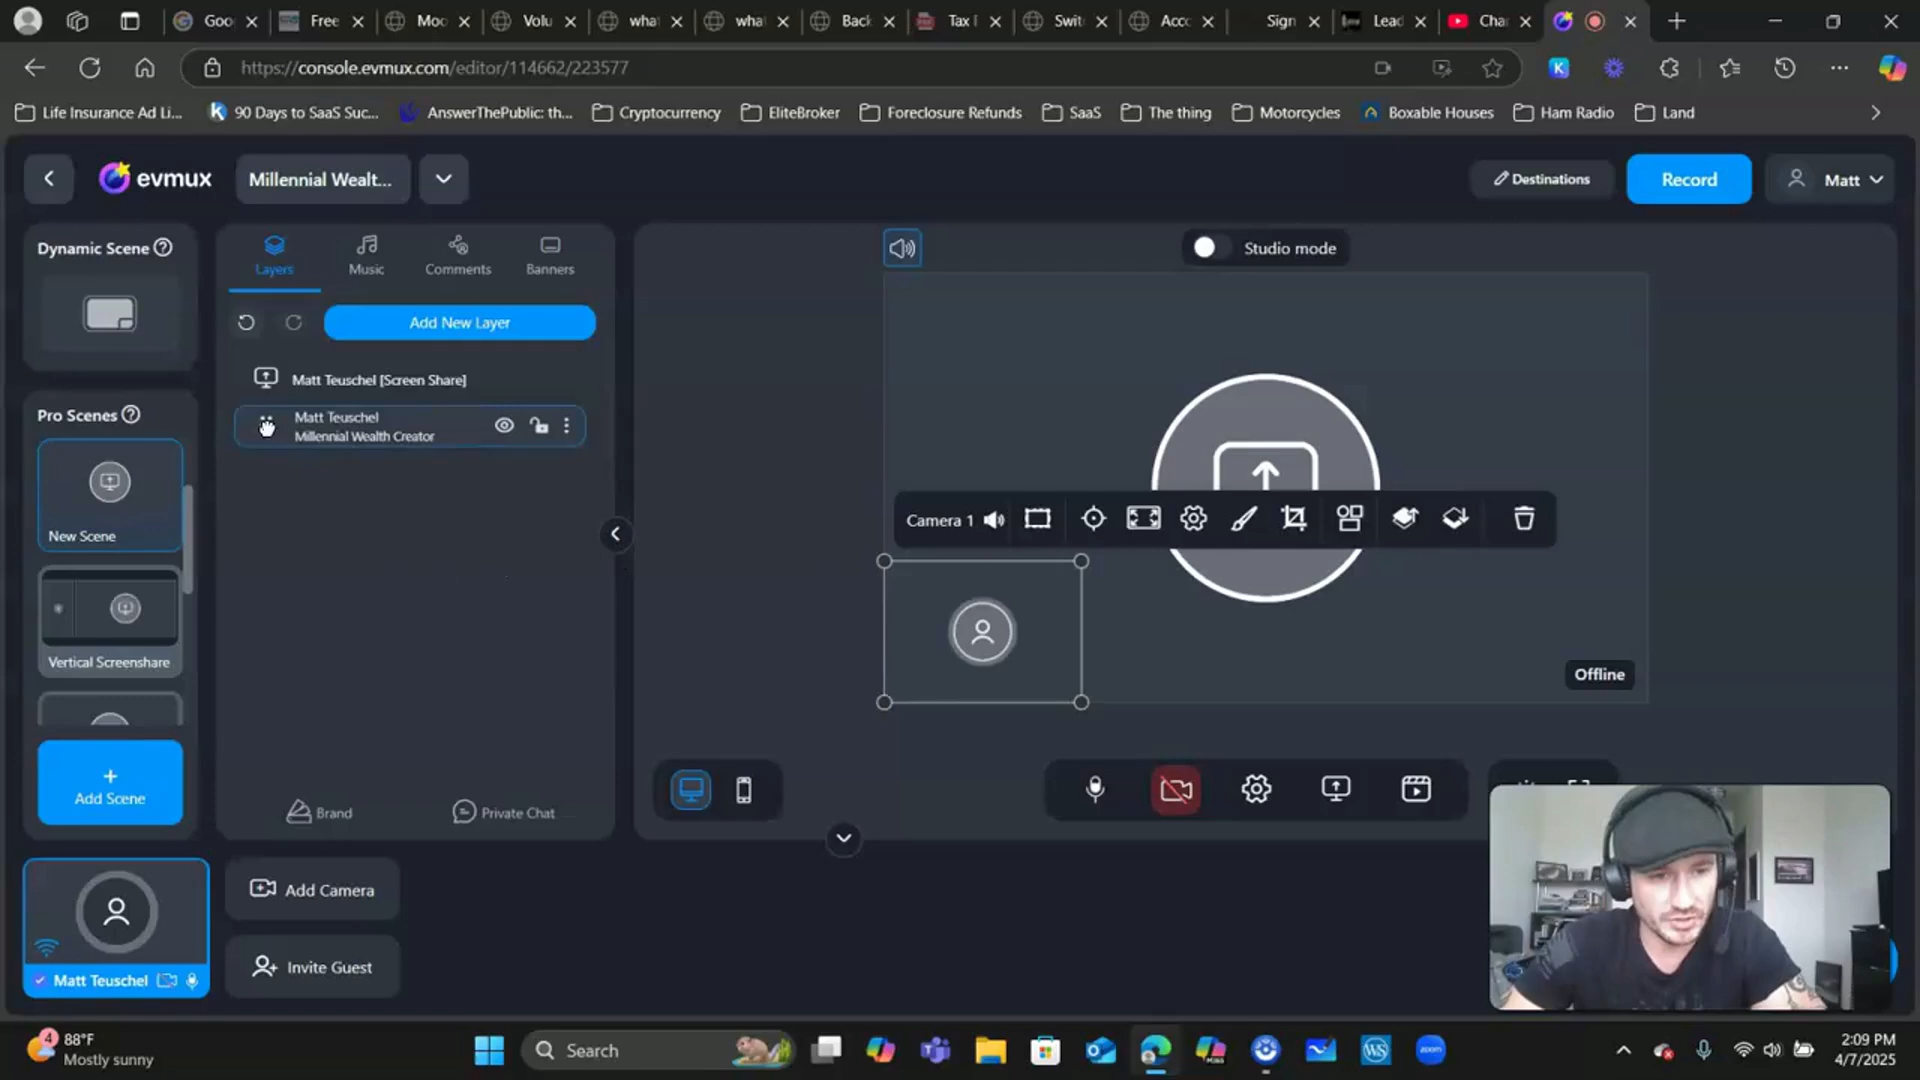 Goo
Free
Moo
Volu
wha
wha
Back
Tax
Swit
Acco
Sign
Lead
Cha
https://console.evmux.com/editor/114662/223577
Life Insurance Ad Li...
90 Days to SaaS Suc...
AnswerThePublic: th...
Cryptocurrency
EliteBroker
Foreclosure Refunds
SaaS
The thing
Motorcycles
Boxable Houses
Ham Radio
Land
evmux
Millennial Wealt...
Destinations
Record
Matt
Dynamic Scene
Layers
Music
Comments
Banners
Studio mode
Add New Layer
Matt Teuschel [Screen Share]
Pro Scenes
Matt Teuschel
Millennial Wealth Creator
New Scene
Camera 1
Vertical Screenshare
Offline
+
Add Scene
Brand
Private Chat
Add Camera
Invite Guest
Matt Teuschel
4
88°F
Mostly sunny
Search
WS
zoom
2:09 PM
4/7/2025